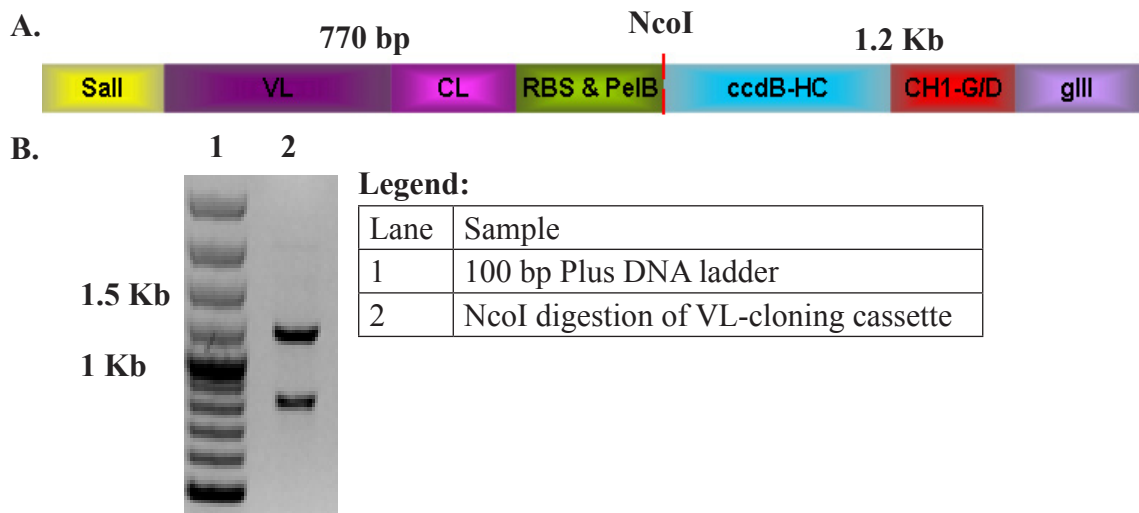 A.
770 bp
NcoI
1.2 Kb
SalI
VL
CL
RBS & PelB
ccdB-HC
CH1-G/D
gIII
B.
1
2
1.5 Kb
1 Kb
Legend:
Lane Sample
1 100 bp Plus DNA ladder
2 NcoI digestion of VL-cloning cassette